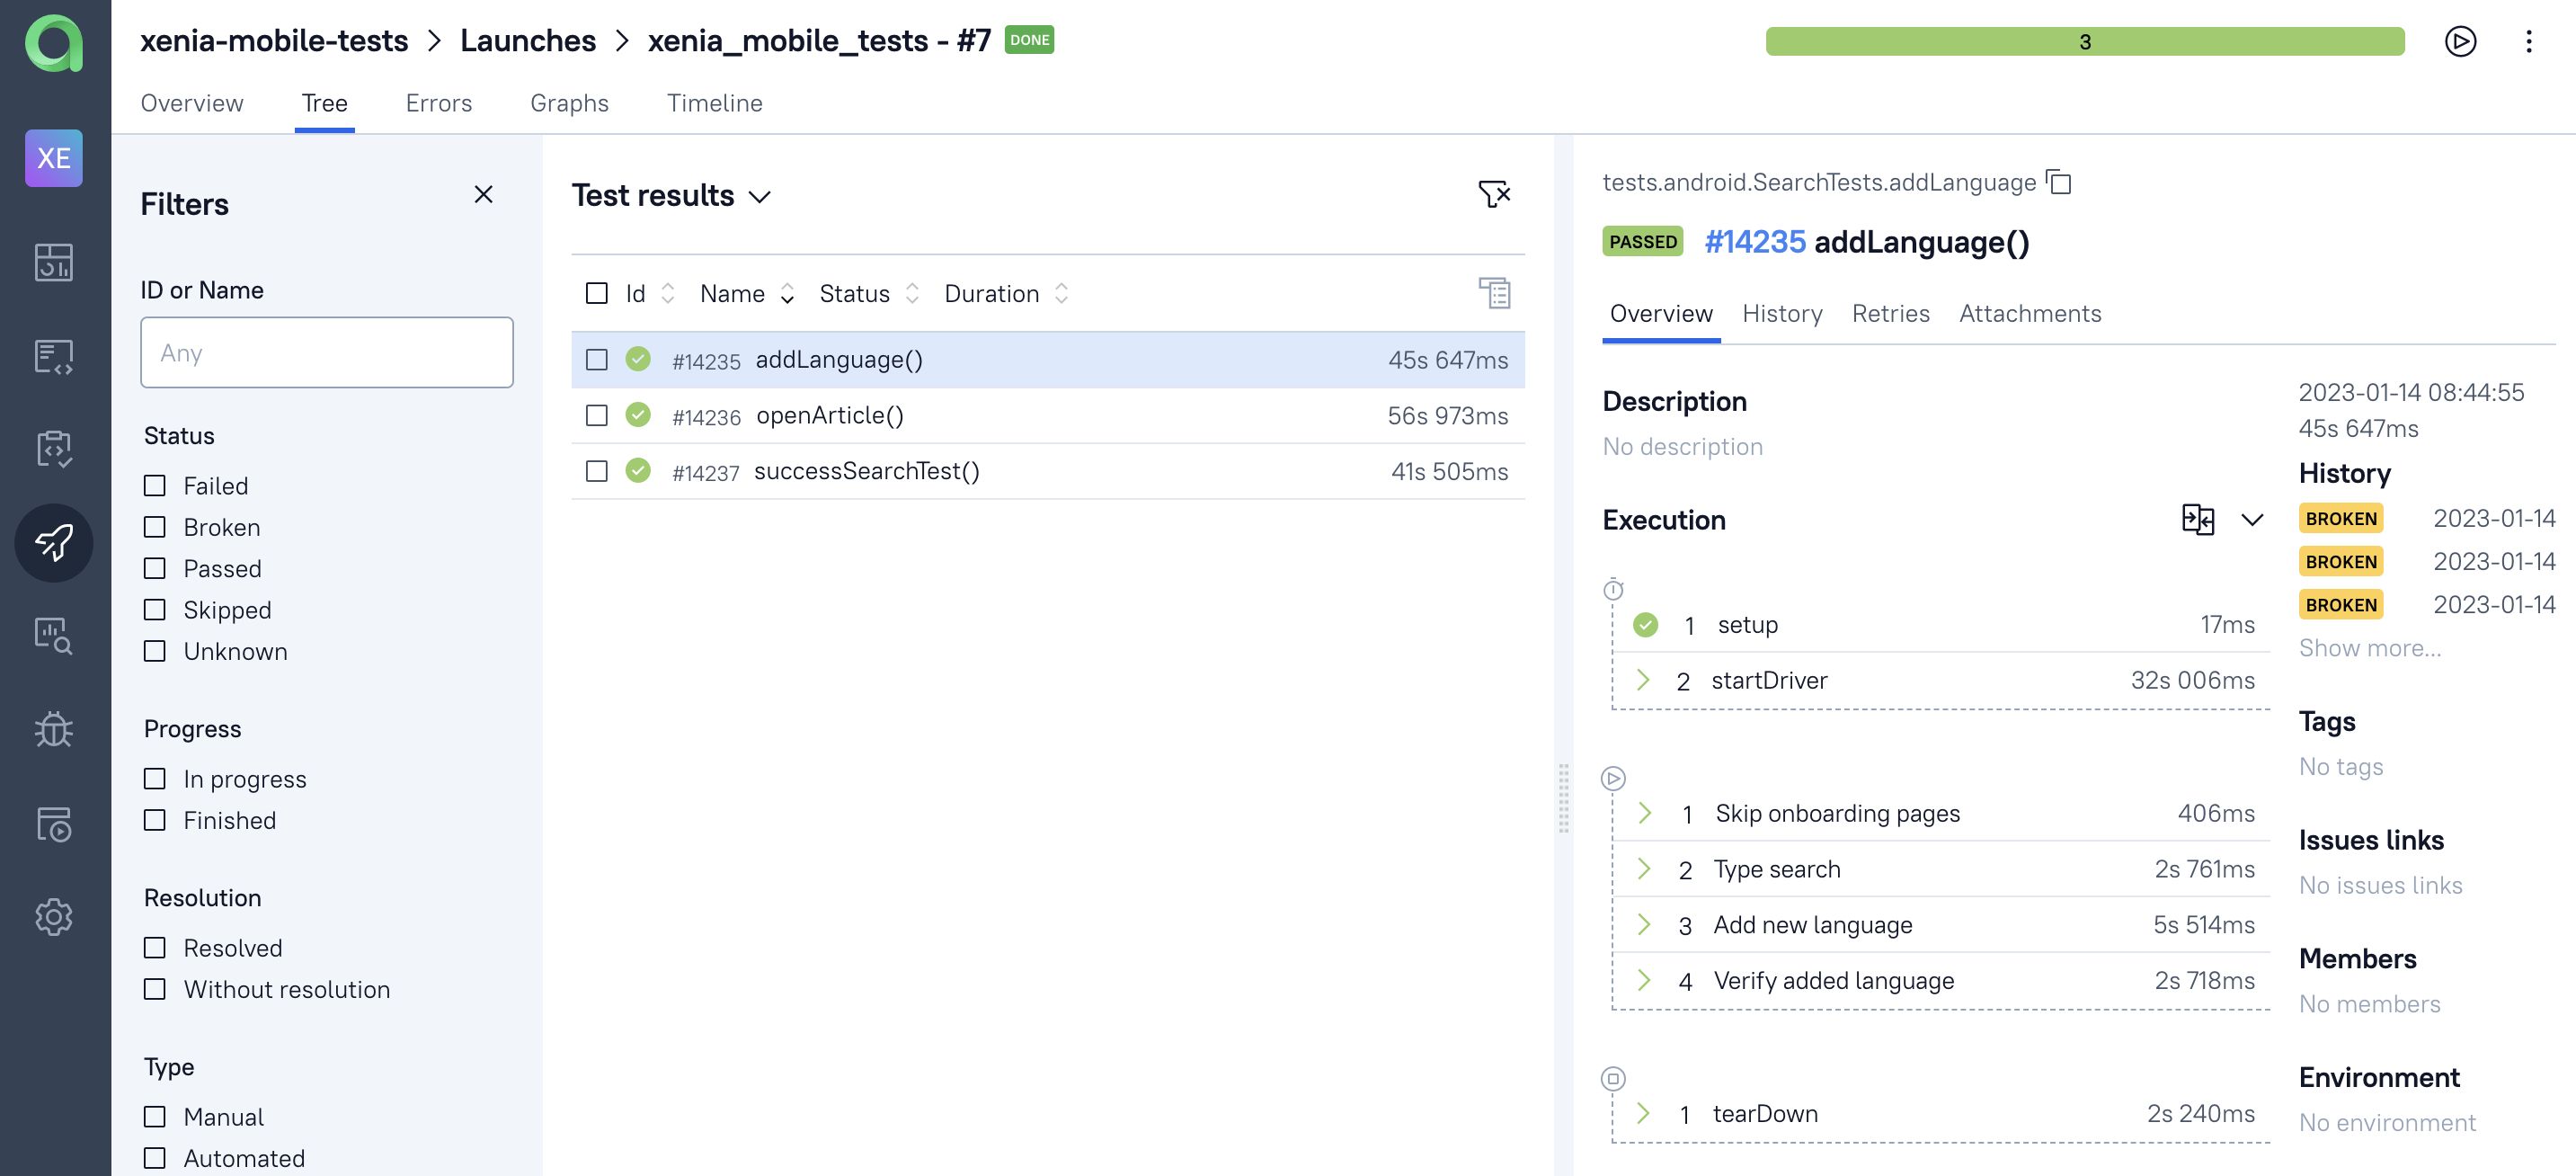 xenia-mobile-tests > Launches > xenia_mobile_tests - #7 DONE
3
Overview Tree Errors Graphs Timeline
XE
Filters
ID or Name
Any
Status
Failed
Broken
Passed
Skipped
Unknown
Progress
In progress
Finished
Resolution
Resolved
Without resolution
Type
Manual
Automated
Test results
Id Name Status Duration
#14235 addLanguage() 45s 647ms
#14236 openArticle() 56s 973ms
#14237 successSearchTest() 41s 505ms
tests.android.SearchTests.addLanguage
PASSED #14235 addLanguage()
Overview History Retries Attachments
Description
No description
Execution
1 setup 17ms
2 startDriver 32s 006ms
1 Skip onboarding pages 406ms
2 Type search 2s 761ms
3 Add new language 5s 514ms
4 Verify added language 2s 718ms
1 tearDown 2s 240ms
2023-01-14 08:44:55
45s 647ms
History
BROKEN 2023-01-14
BROKEN 2023-01-14
BROKEN 2023-01-14
Show more...
Tags
No tags
Issues links
No issues links
Members
No members
Environment
No environment